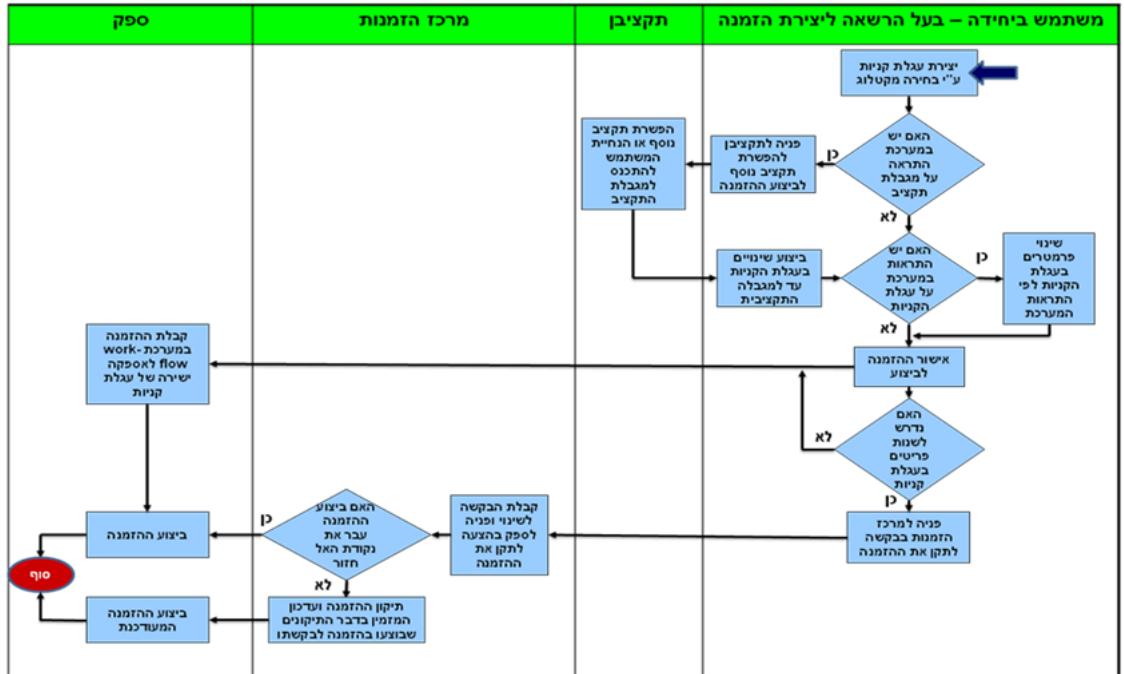 משתמש ביחידה – בעל הרשאה ליצירת הזמנה
תקציבן
מרכז הזמנות
ספק
יצירת עגלת קניות
ע"י בחירה מקטלוג
האם יש
במערכת
התראה
על מגבלת
תקציב
כן
לא
פניה לתקציבן
להפשרת
תקציב נוסף
לביצוע ההזמנה
הפשרת תקציב
נוסף או הנחיית
המשתמש
להתכנס
למגבלת
התקציב
ביצוע שינויים
בעגלת הקניות
עד למגבלה
התקציבית
האם יש
התראות
במערכת
על עגלת
הקניות
כן
לא
שינוי
פרמטרים
בעגלת
הקניות לפי
התראות
המערכת
אישור ההזמנה
לביצוע
קבלת ההזמנה
במערכת work-
flow לאספקה
ישירה של עגלת
קניות
האם
נדרש
לשנות
פריטים
בעגלת
קניות
לא
כן
פניה למרכז
הזמנות בבקשה
לתקן את ההזמנה
קבלת הבקשה
לשינוי ופניה
לספק בהצעה
לתקן את
ההזמנה
האם ביצוע
ההזמנה
עבר את
נקודת האל
חזור
כן
לא
ביצוע ההזמנה
תיקון ההזמנה ועדכון
המזמין בדבר התיקונים
שבוצעו בהזמנה לבקשתו
ביצוע ההזמנה
המעודכנת
סוף